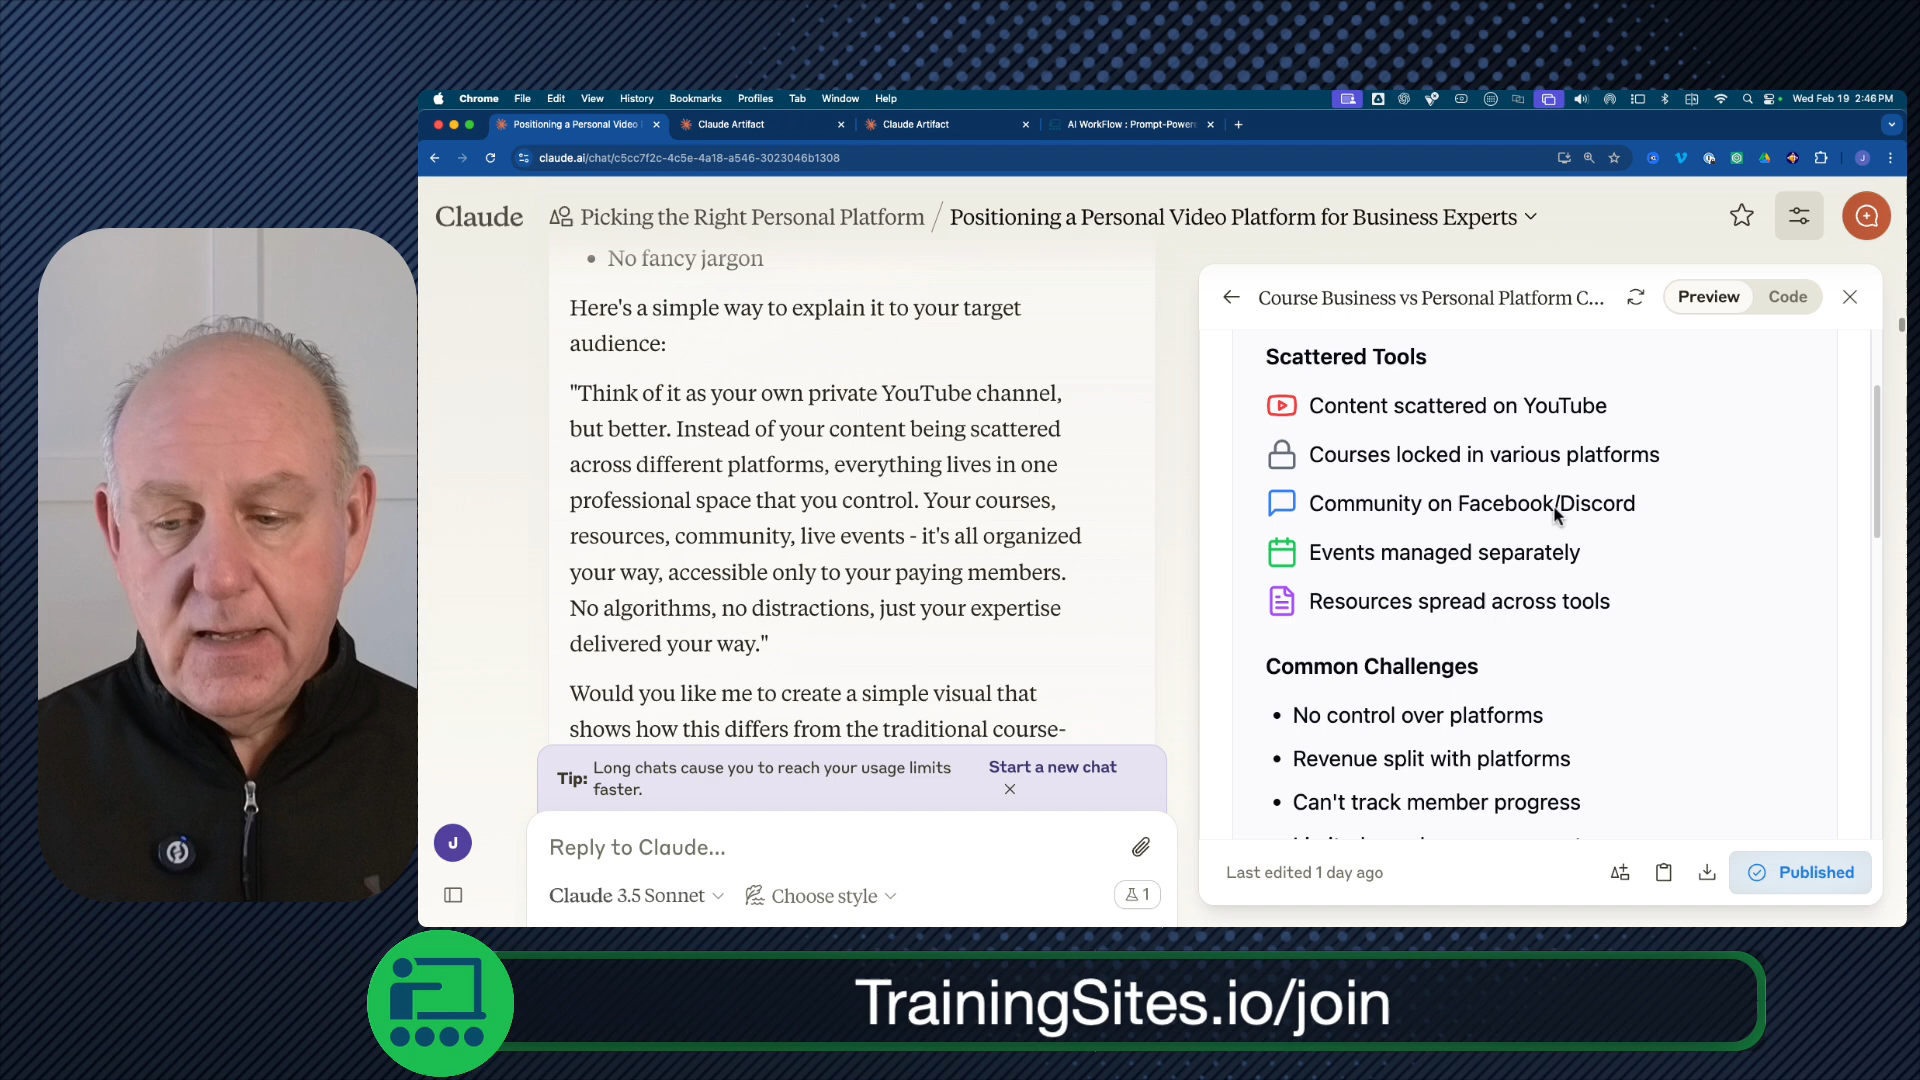 Chrome File Edit View History Bookmarks Profiles Tab Window Help Wed Feb 19 2:46 PM
Positioning a Personal Video Claude Artifact Claude Artifact AI WorkFlow : Prompt-Powere
claude.ai/chat/c5cc7f2c-4c5e-4a18-a546-3023046b1308
Claude Picking the Right Personal Platform / Positioning a Personal Video Platform for Business Experts
• No fancy jargon
Here's a simple way to explain it to your target
audience:
"Think of it as your own private YouTube channel,
but better. Instead of your content being scattered
across different platforms, everything lives in one
professional space that you control. Your courses,
resources, community, live events - it's all organized
your way, accessible only to your paying members.
No algorithms, no distractions, just your expertise
delivered your way."
Would you like me to create a simple visual that
shows how this differs from the traditional course-
Tip: Long chats cause you to reach your usage limits
faster.
Start a new chat
J
Reply to Claude...
Claude 3.5 Sonnet Choose style 1
Course Business vs Personal Platform C... Preview Code
Scattered Tools
Content scattered on YouTube
Courses locked in various platforms
Community on Facebook/Discord
Events managed separately
Resources spread across tools
Common Challenges
• No control over platforms
• Revenue split with platforms
• Can't track member progress
Last edited 1 day ago Published
TrainingSites.io/join